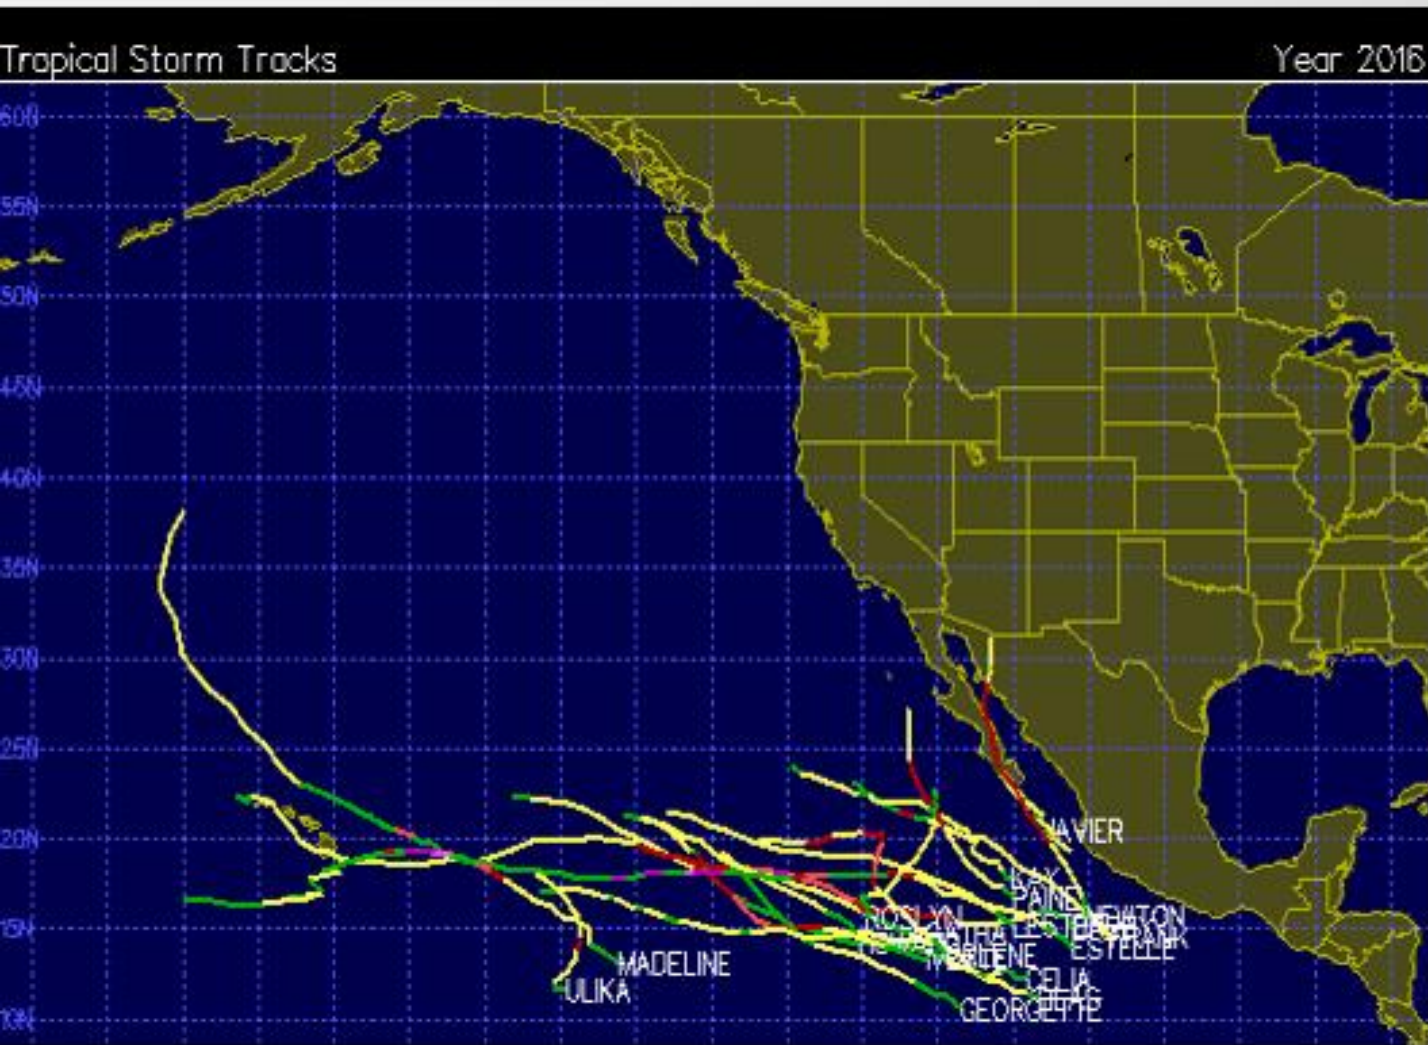 Tropical Storm Tracks
Year 2016
60N
55N
50N
45N
40N
35N
30N
25N
20N
15N
10N
JAVIER
KAY
PAINE
ROSLYN
NEWTON
ESTELLE
MADELINE
CELIA
ULIKA
GEORGETTE